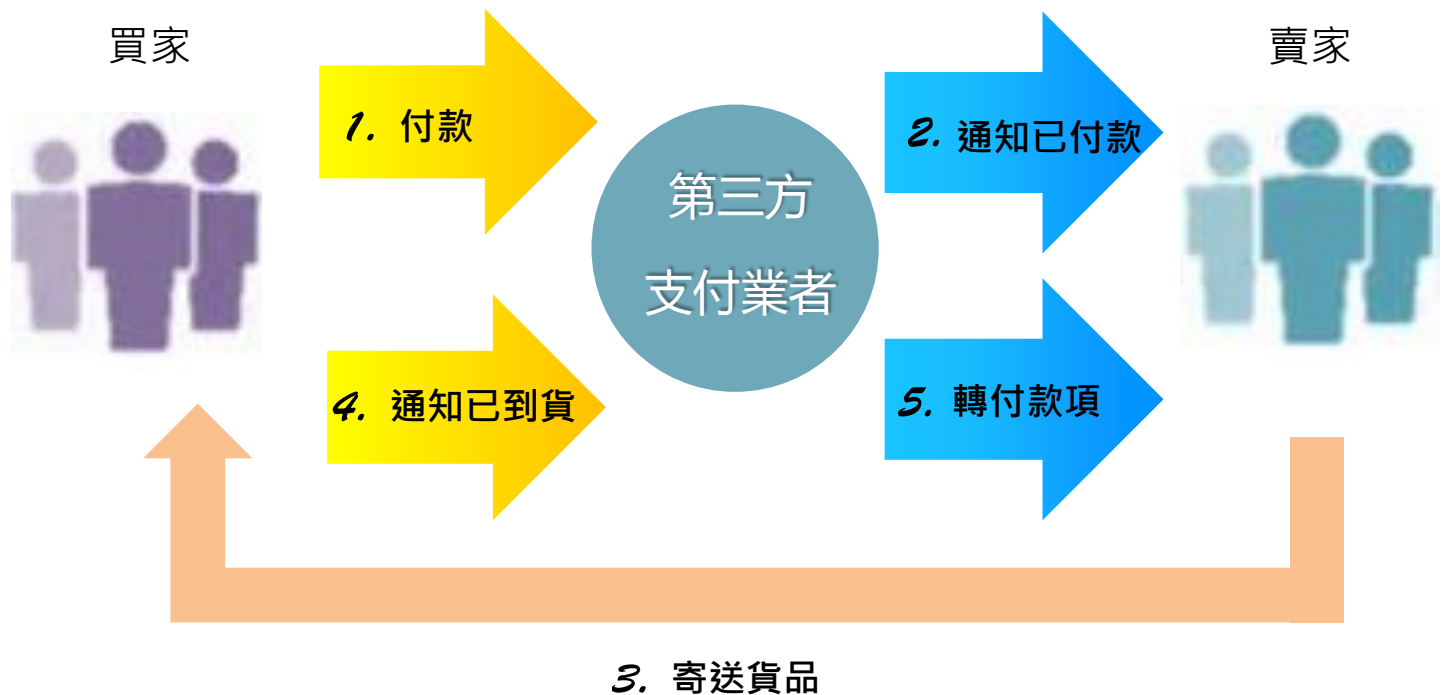 買家
賣家
1. 付款
2. 通知已付款
第三方
支付業者
4. 通知已到貨
5. 轉付款項
3. 寄送貨品